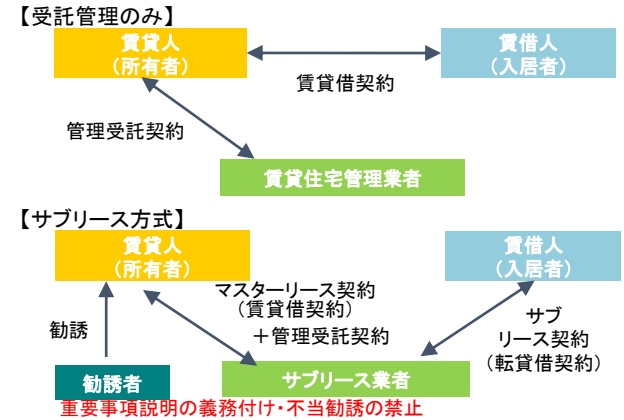 【受託管理のみ】
賃貸人
（所有者）
賃借人
（入居者）
賃貸借契約
管理受託契約
賃貸住宅管理業者
【サブリース方式】
賃貸人
（所有者）
賃借人
（入居者）
マスターリース契約
（賃貸借契約）
＋管理受託契約
サブ
リース契約
（転貸借契約）
勧誘
勧誘者
サブリース業者
重要事項説明の義務付け・不当勧誘の禁止